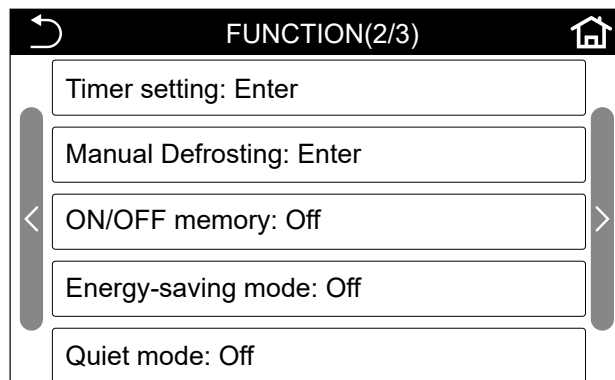 FUNCTION(2/3)
Timer setting: Enter
Manual Defrosting: Enter
ON/OFF memory: Off
Energy-saving mode: Off
Quiet mode: Off